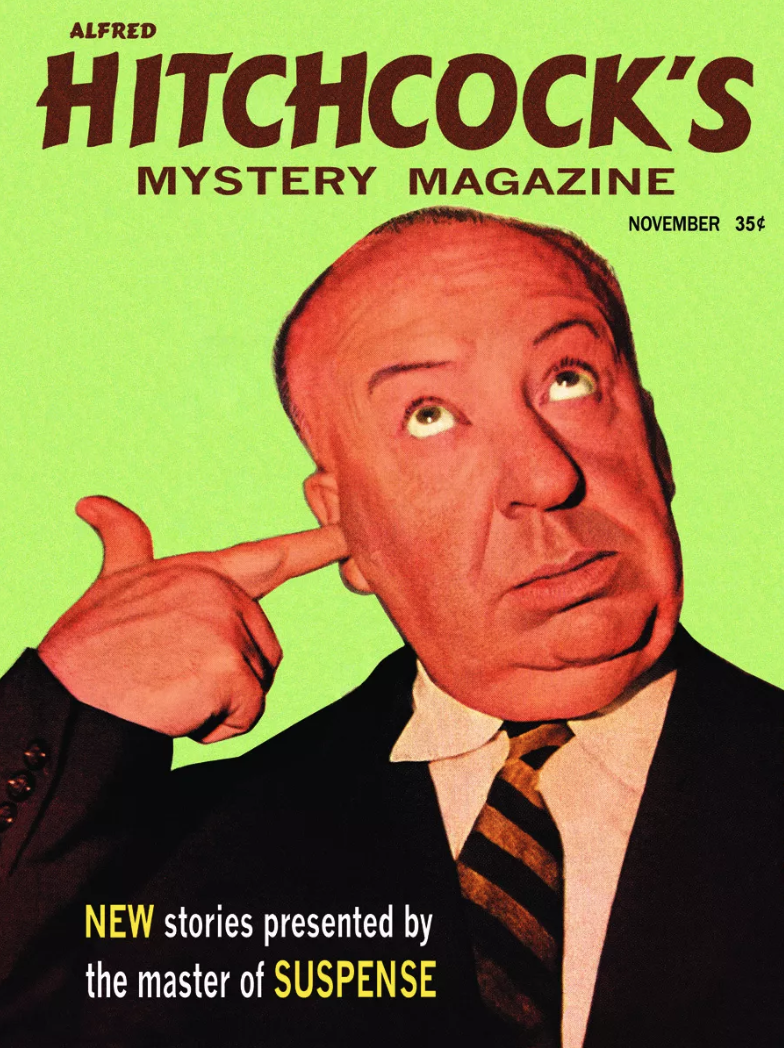 ALFRED
HITCHCOCK'S
MYSTERY MAGAZINE
NOVEMBER 35¢
NEW stories presented by
the master of SUSPENSE